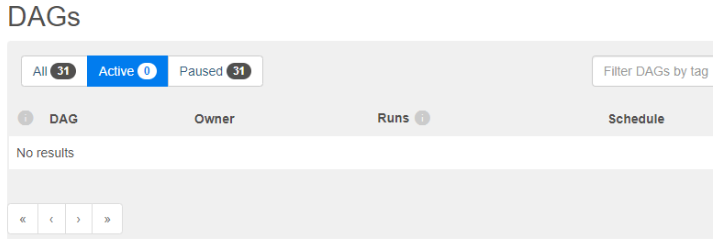 DAGs
All 31 Active 0 Paused 31 Filter DAGs by tag
i DAG Owner Runs i Schedule
No results
« ‹ › »